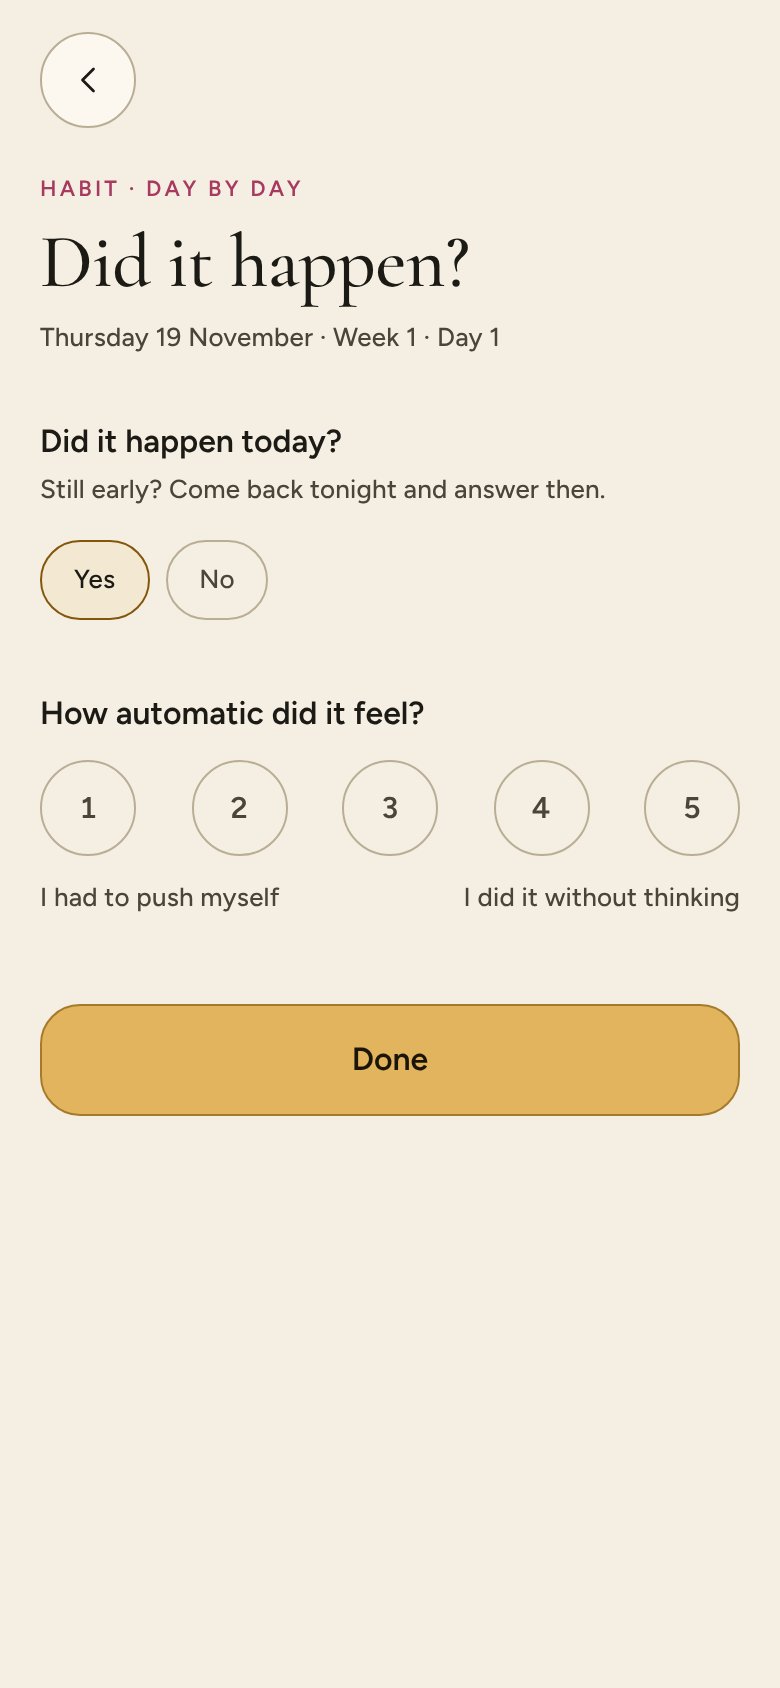 HABIT · DAY BY DAY
Did it happen?
Thursday 19 November · Week 1 · Day 1
Did it happen today?
Still early? Come back tonight and answer then.
Yes No
How automatic did it feel?
1 2 3 4 5
I had to push myself I did it without thinking
Done